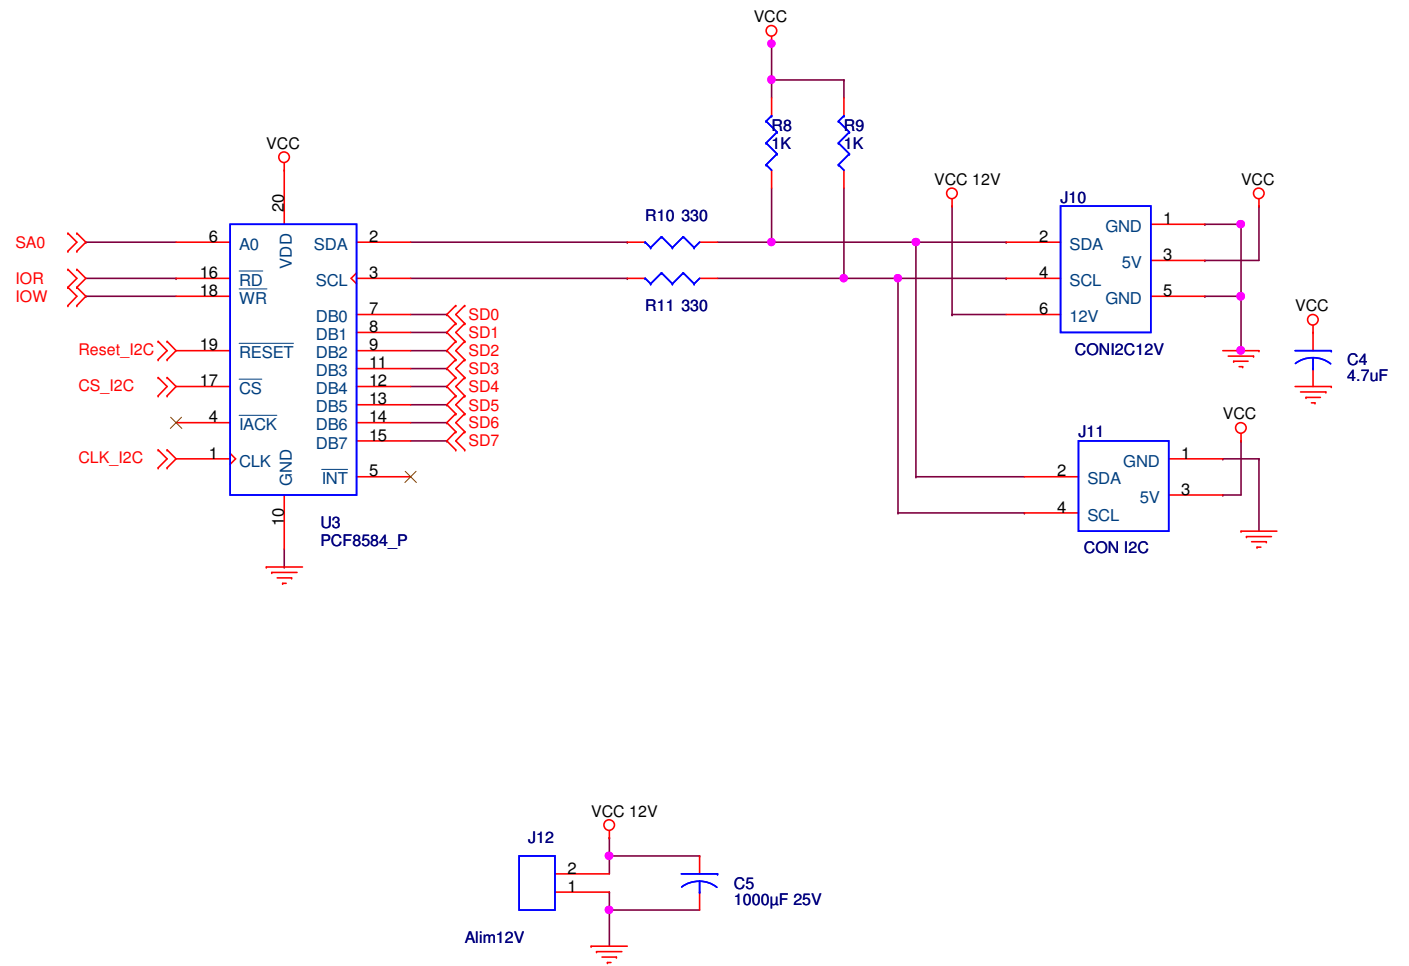 VCC
R8 R9
1K 1K
VCC
20
VCC 12V
VCC
J10
R10 330
SA0 6 A0 VDD SDA 2
2 SDA GND 1
IOR 16 RD SCL 3
4 SCL 5V 3
IOW 18 WR
R11 330
6 12V GND 5
DB0 7 SD0
DB1 8 SD1
Reset_I2C 19 RESET DB2 9 SD2
CONI2C12V
DB3 11 SD3
CS_I2C 17 CS DB4 12 SD4
DB5 13 SD5
4 IACK DB6 14 SD6
DB7 15 SD7
CLK_I2C 1 CLK GND
INT 5
10
U3
PCF8584_P
VCC
C4
4.7uF
VCC
J11
GND 1
2 SDA
5V 3
4 SCL
CON I2C
VCC 12V
J12
2
1
C5
1000µF 25V
Alim12V